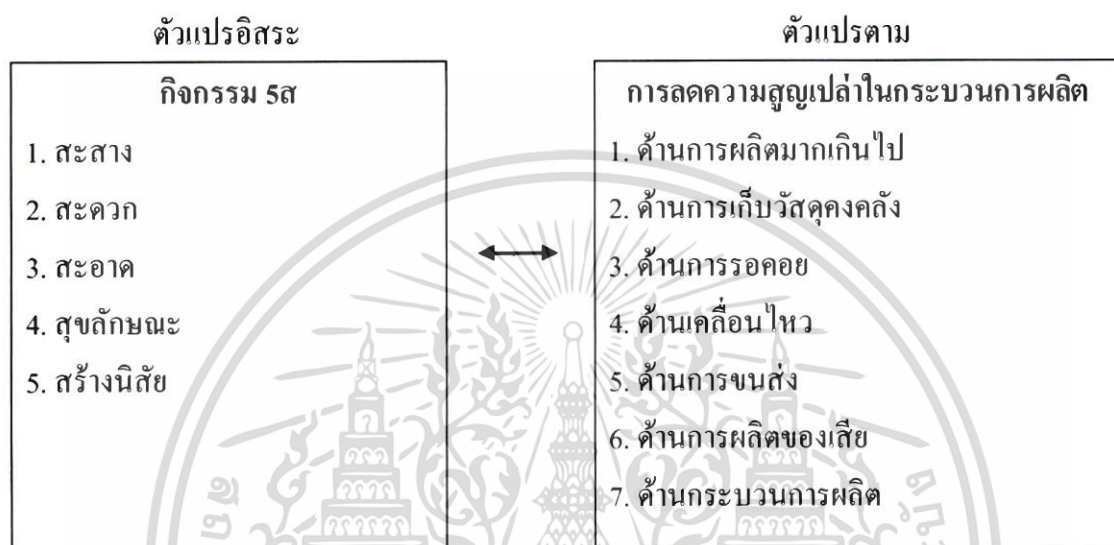 ตัวแปรอิสระ
ตัวแปรตาม
กิจกรรม 5ส
1. สะสาง
2. สะดวก
3. สะอาด
4. สุขลักษณะ
5. สร้างนิสัย
การลดความสูญเปล่าในกระบวนการผลิต
1. ด้านการผลิตมากเกินไป
2. ด้านการเก็บวัสดุคงคลัง
3. ด้านการรอคอย
4. ด้านเคลื่อนไหว
5. ด้านการขนส่ง
6. ด้านการผลิตของเสีย
7. ด้านกระบวนการผลิต